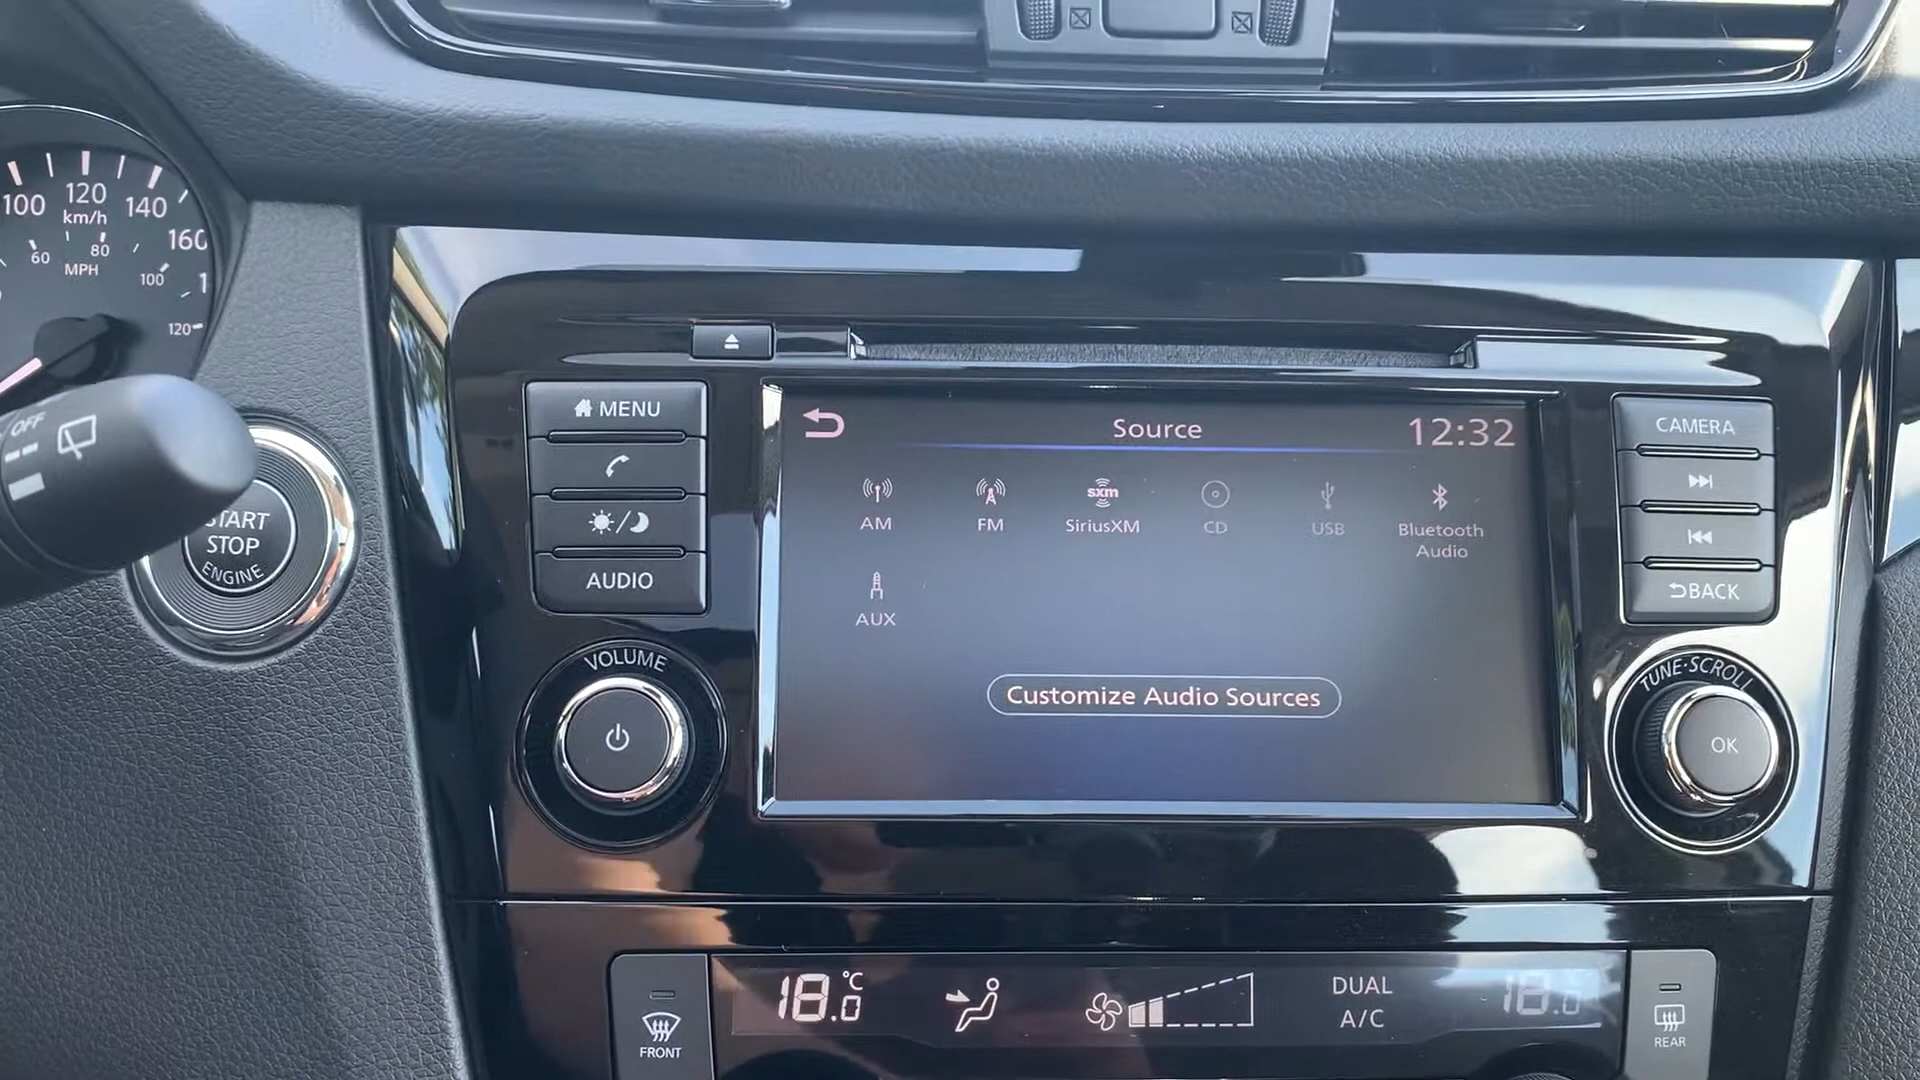 100
120
140
160
km/h
60
80
100
120
MPH
OFF
START
STOP
ENGINE
MENU
AUDIO
VOLUME
Source
12:32
AM
FM
sxm
SiriusXM
CD
USB
Bluetooth
Audio
AUX
Customize Audio Sources
CAMERA
BACK
TUNE·SCROLL
OK
FRONT
18.0
°C
DUAL
A/C
18.0
REAR